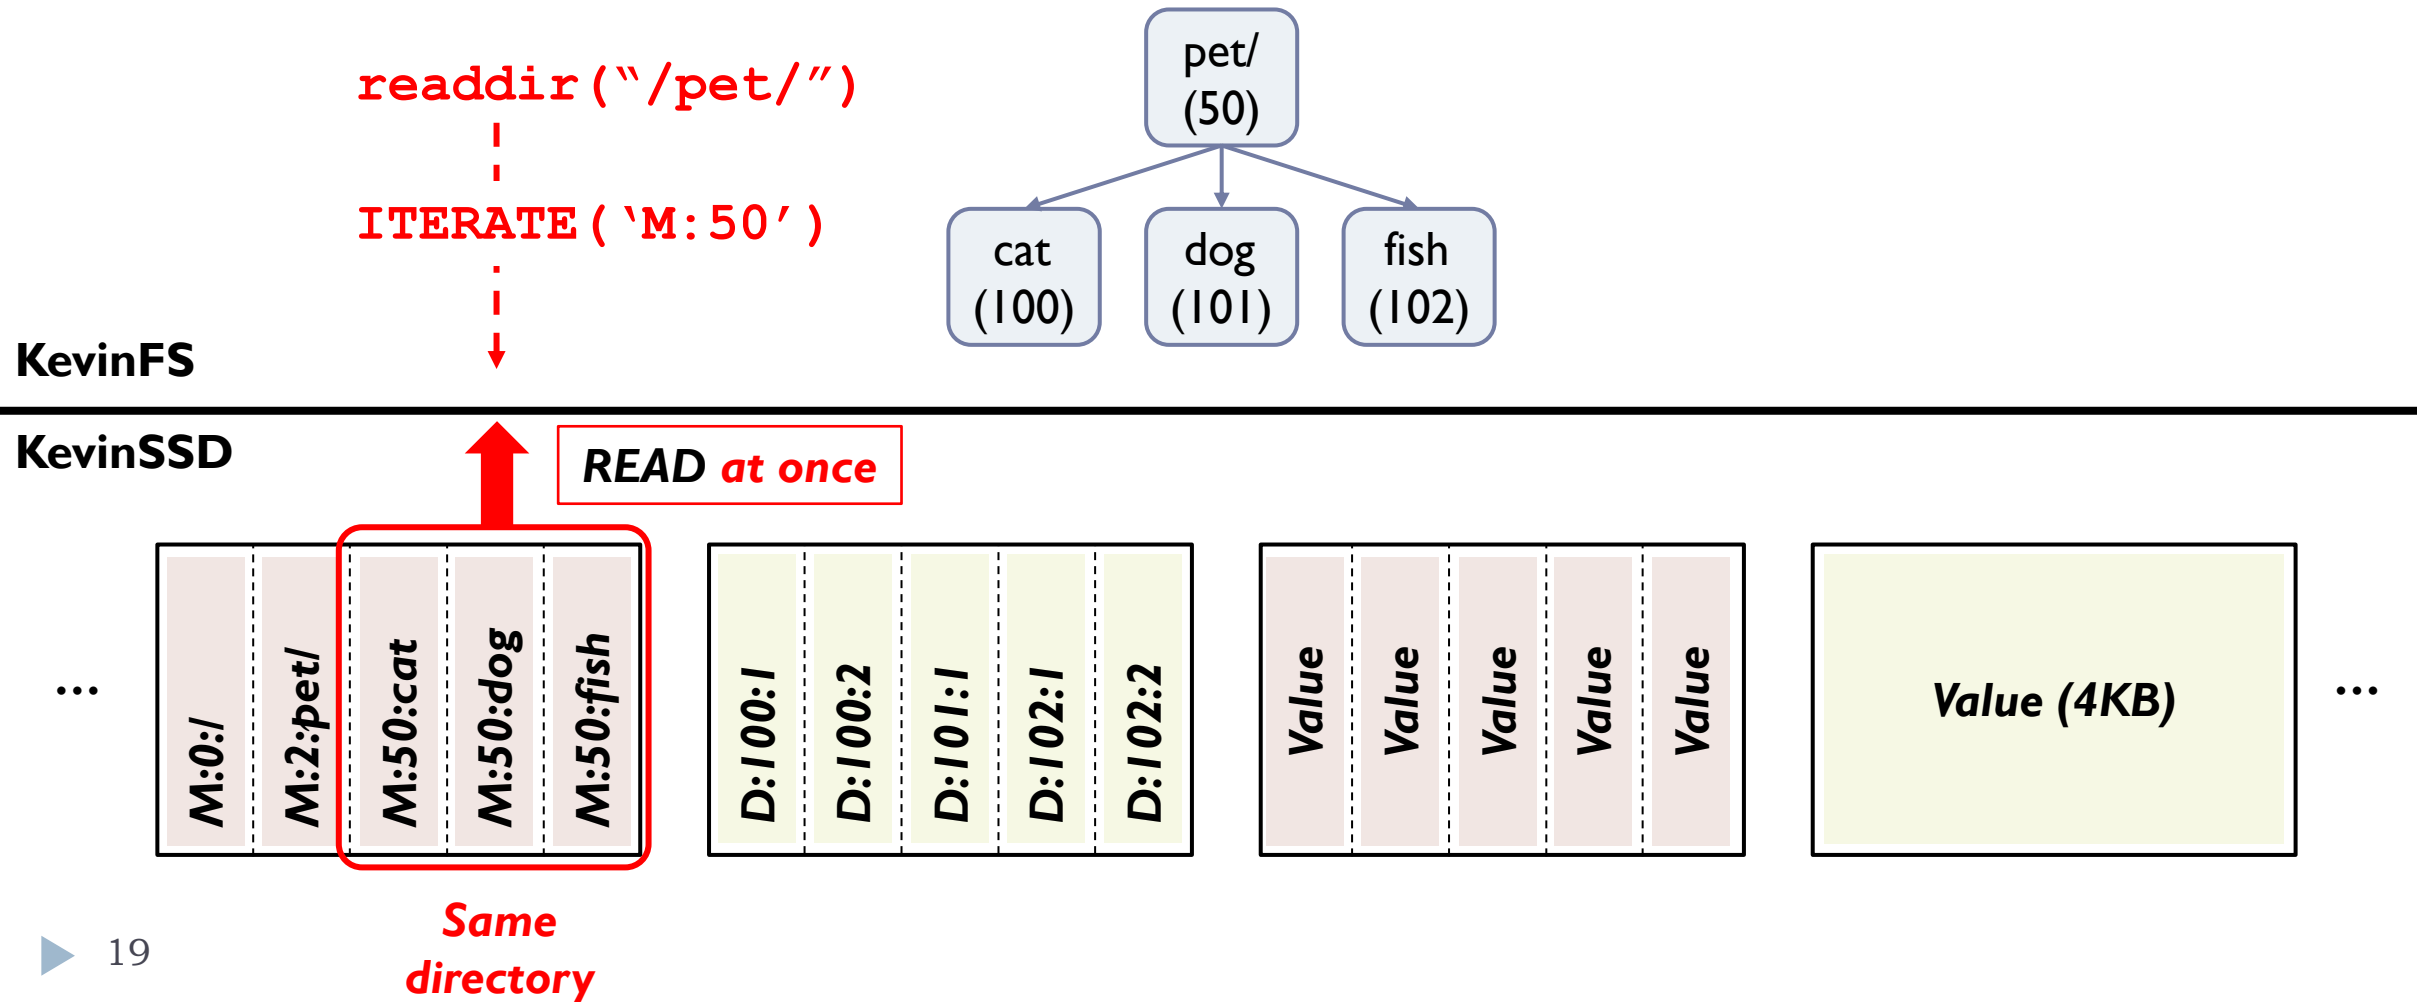 readdir(“/pet/”)
ITERATE(‘M:50’)
pet/
(50)
cat
(100)
dog
(101)
fish
(102)
KevinFS
KevinSSD
READ at once
...
M:0:/
M:2:pet/
M:50:cat
M:50:dog
M:50:fish
D:100:1
D:100:2
D:101:1
D:102:1
D:102:2
Value
Value
Value
Value
Value
Value (4KB)
...
Same
directory
19